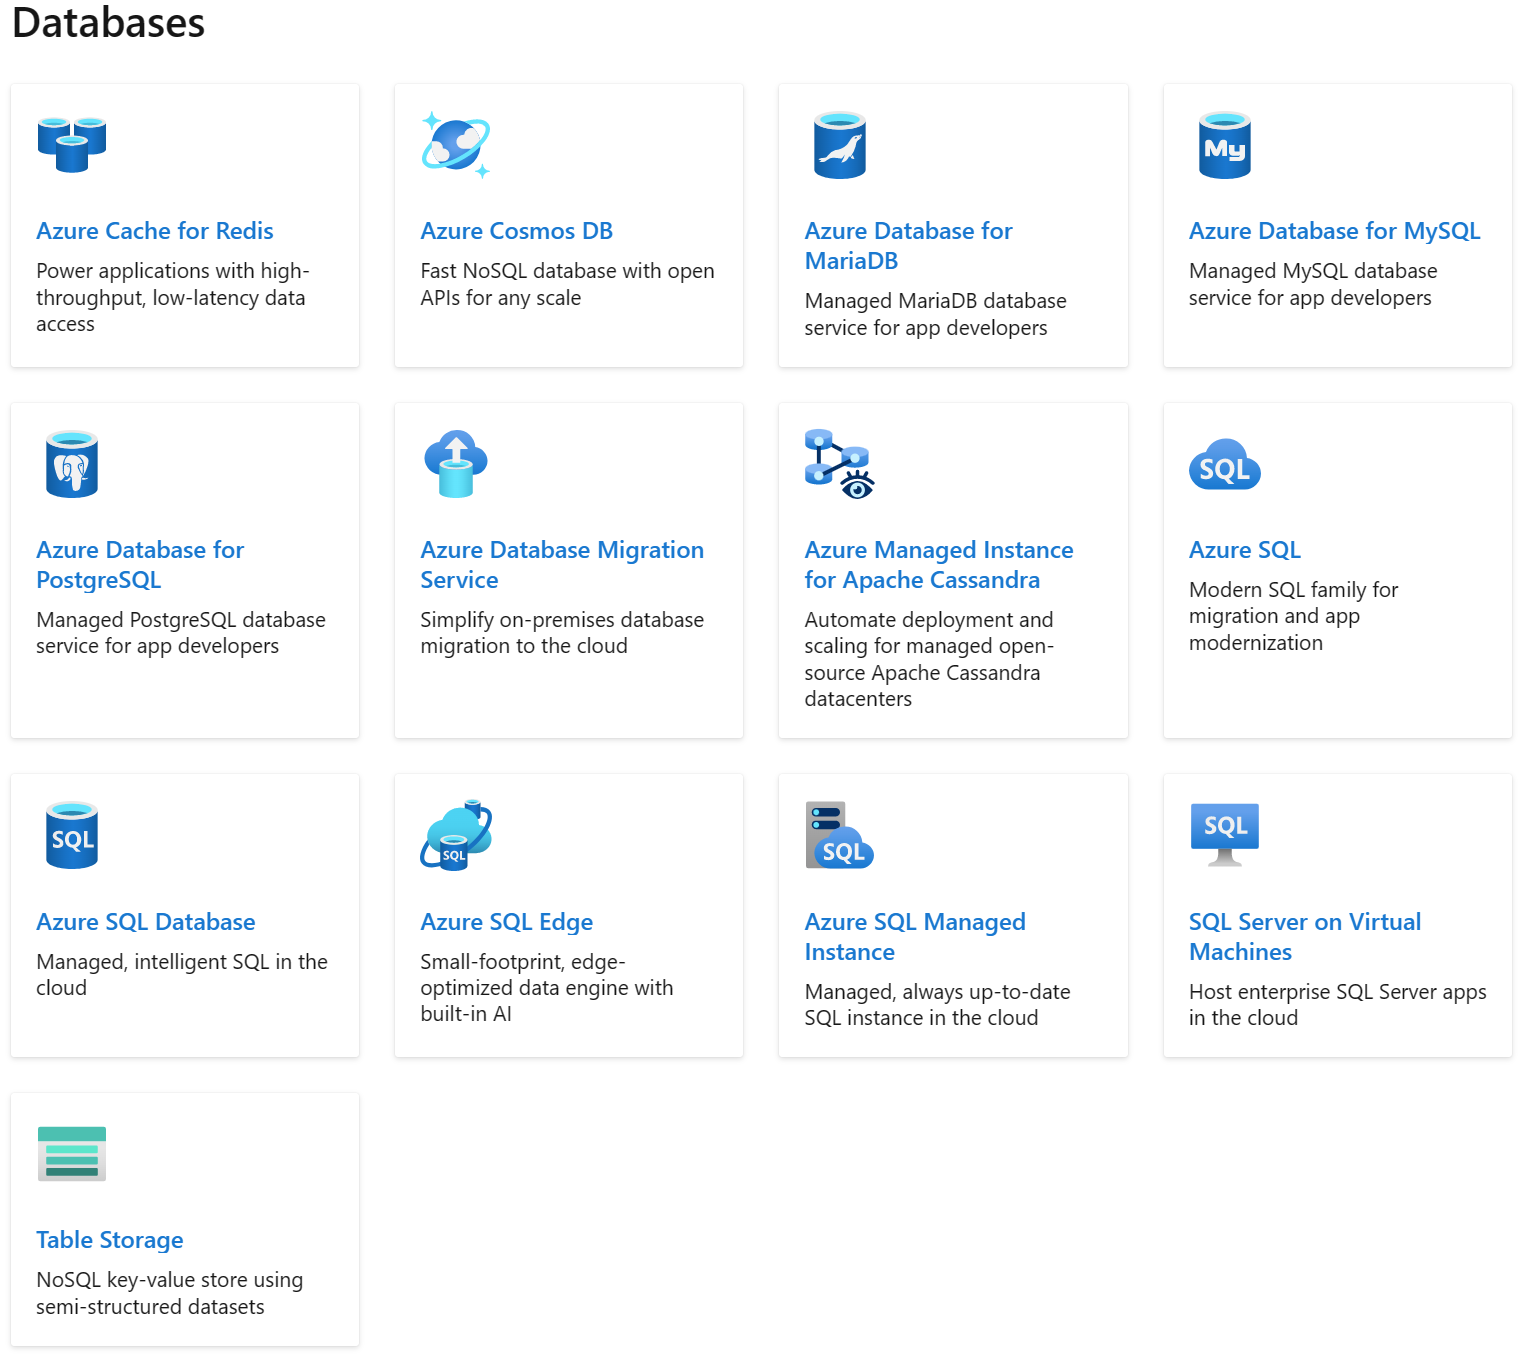 Databases
Azure Cache for Redis
Power applications with high-
throughput, low-latency data
access
Azure Cosmos DB
Fast NoSQL database with open
APIs for any scale
Azure Database for
MariaDB
Managed MariaDB database
service for app developers
My
Azure Database for MySQL
Managed MySQL database
service for app developers
Azure Database for
PostgreSQL
Managed PostgreSQL database
service for app developers
Azure Database Migration
Service
Simplify on-premises database
migration to the cloud
Azure Managed Instance
for Apache Cassandra
Automate deployment and
scaling for managed open-
source Apache Cassandra
datacenters
SQL
Azure SQL
Modern SQL family for
migration and app
modernization
SQL
Azure SQL Database
Managed, intelligent SQL in the
cloud
SQL
Azure SQL Edge
Small-footprint, edge-
optimized data engine with
built-in AI
SQL
Azure SQL Managed
Instance
Managed, always up-to-date
SQL instance in the cloud
SQL
SQL Server on Virtual
Machines
Host enterprise SQL Server apps
in the cloud
Table Storage
NoSQL key-value store using
semi-structured datasets